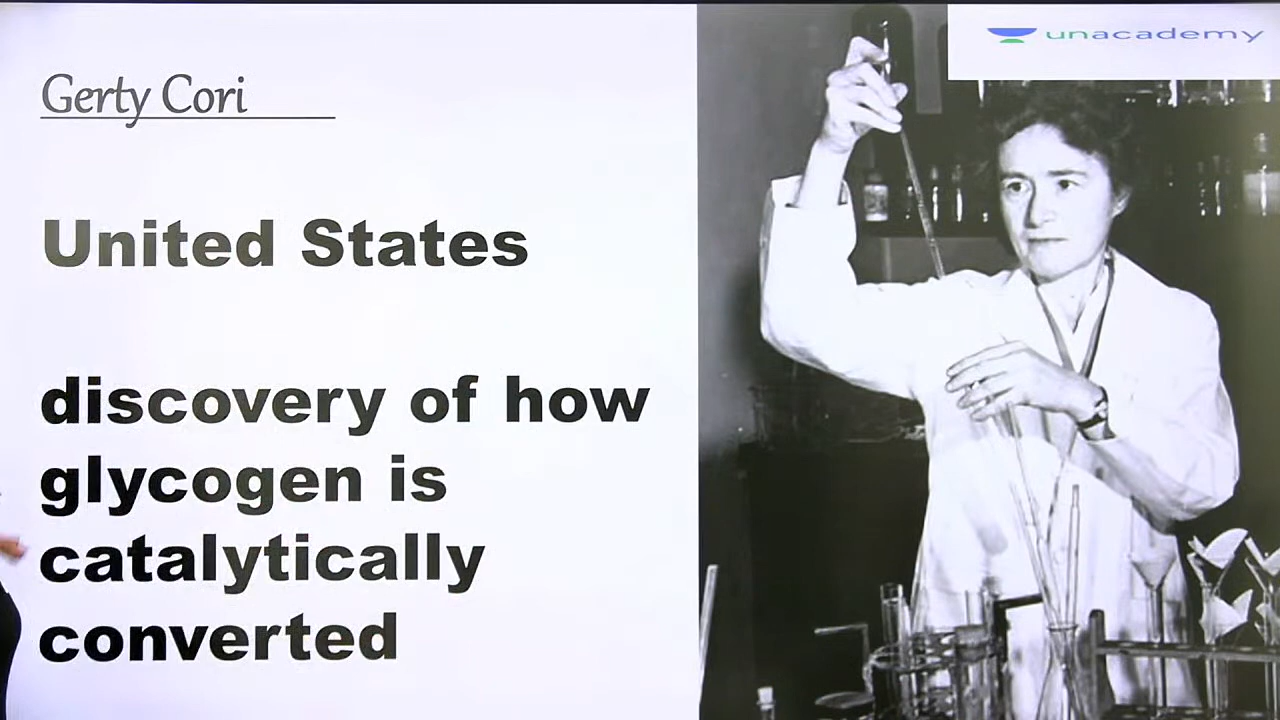 unacademy
Gerty Cori
United States
discovery of how
glycogen is
catalytically
converted